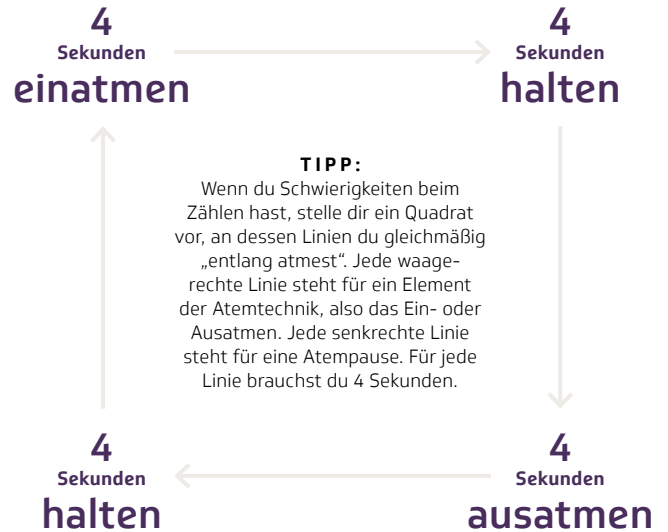 4
Sekunden
einatmen
4
Sekunden
halten
TIPP:
Wenn du Schwierigkeiten beim
Zählen hast, stelle dir ein Quadrat
vor, an dessen Linien du gleichmäßig
„entlang atmest“. Jede waage-
rechte Linie steht für ein Element
der Atemtechnik, also das Ein- oder
Ausatmen. Jede senkrechte Linie
steht für eine Atempause. Für jede
Linie brauchst du 4 Sekunden.
4
Sekunden
halten
4
Sekunden
ausatmen